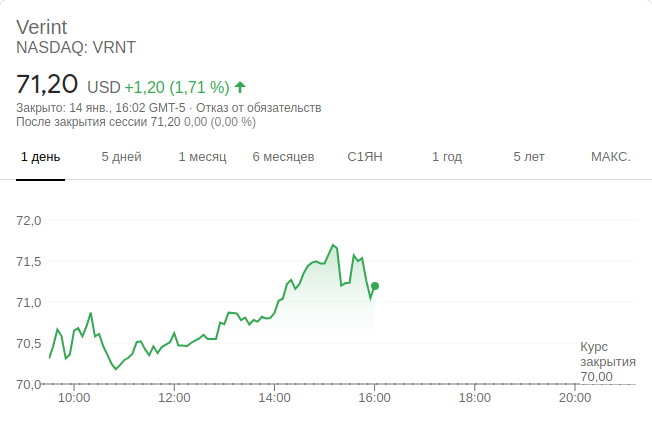 Verint
NASDAQ: VRNT
71,20 USD +1,20 (1,71 %)
Закрыто: 14 янв., 16:02 GMT-5 · Отказ от обязательств
После закрытия сессии 71,20 0,00 (0,00 %)
1 день 5 дней 1 месяц 6 месяцев С1ЯН 1 год 5 лет МАКС.
72,0
71,5
71,0
70,5
Курс
закрытия
70,00
70,0
10:00 12:00 14:00 16:00 18:00 20:00